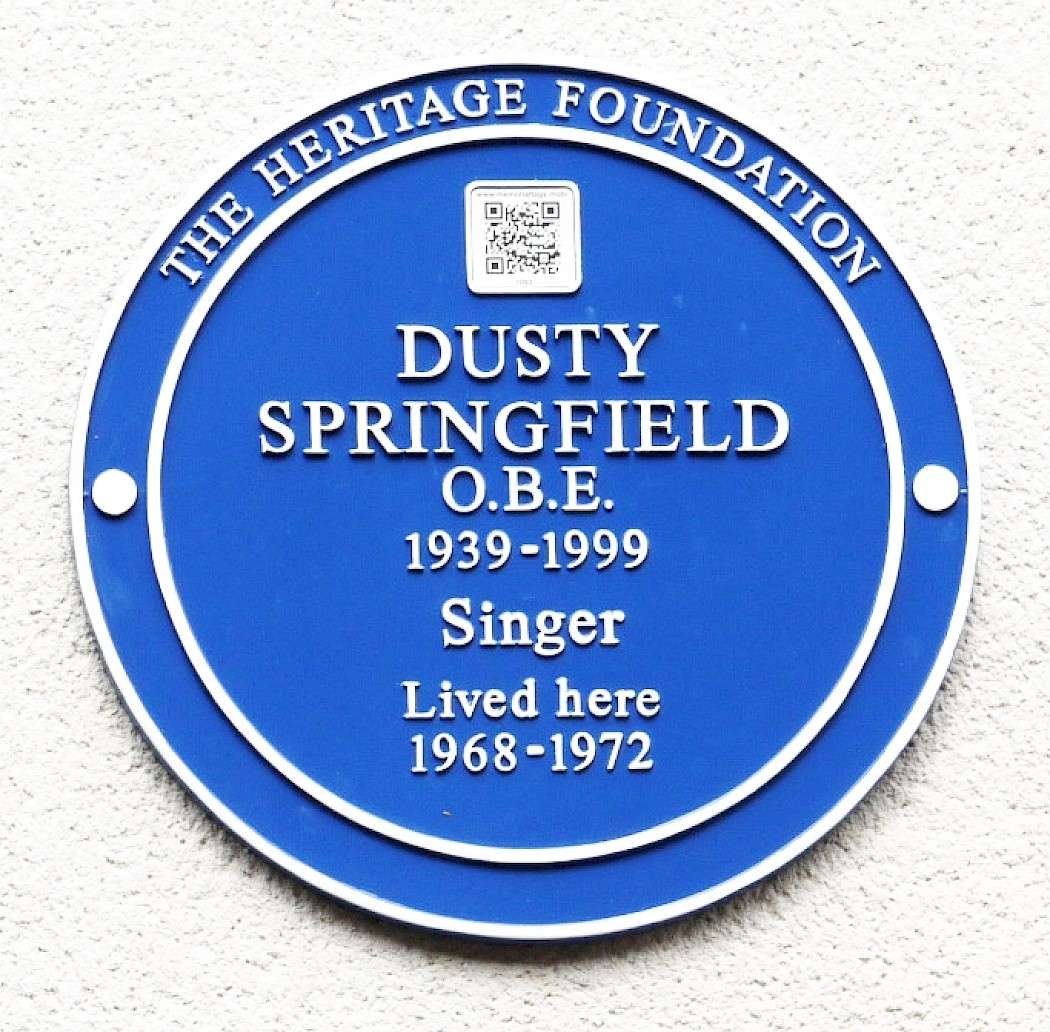 THE HERITAGE FOUNDATION
DUSTY
SPRINGFIELD
O.B.E.
1939-1999
Singer
Lived here
1968-1972